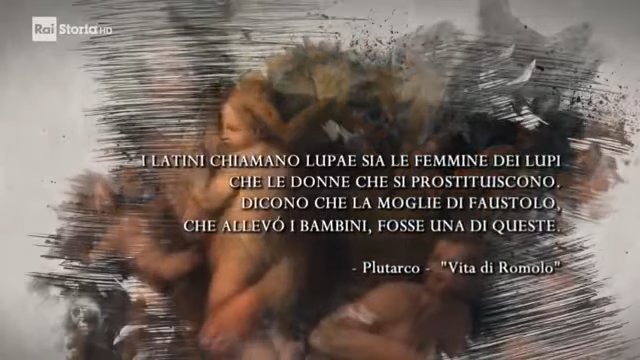 Rai Storia HD
I LATINI CHIAMANO LUPAE SIA LE FEMMINE DEI LUPI
CHE LE DONNE CHE SI PROSTITUISCONO.
DICONO CHE LA MOGLIE DI FAUSTOLO,
CHE ALLEVÓ I BAMBINI, FOSSE UNA DI QUESTE.
- Plutarco - "Vita di Romolo"